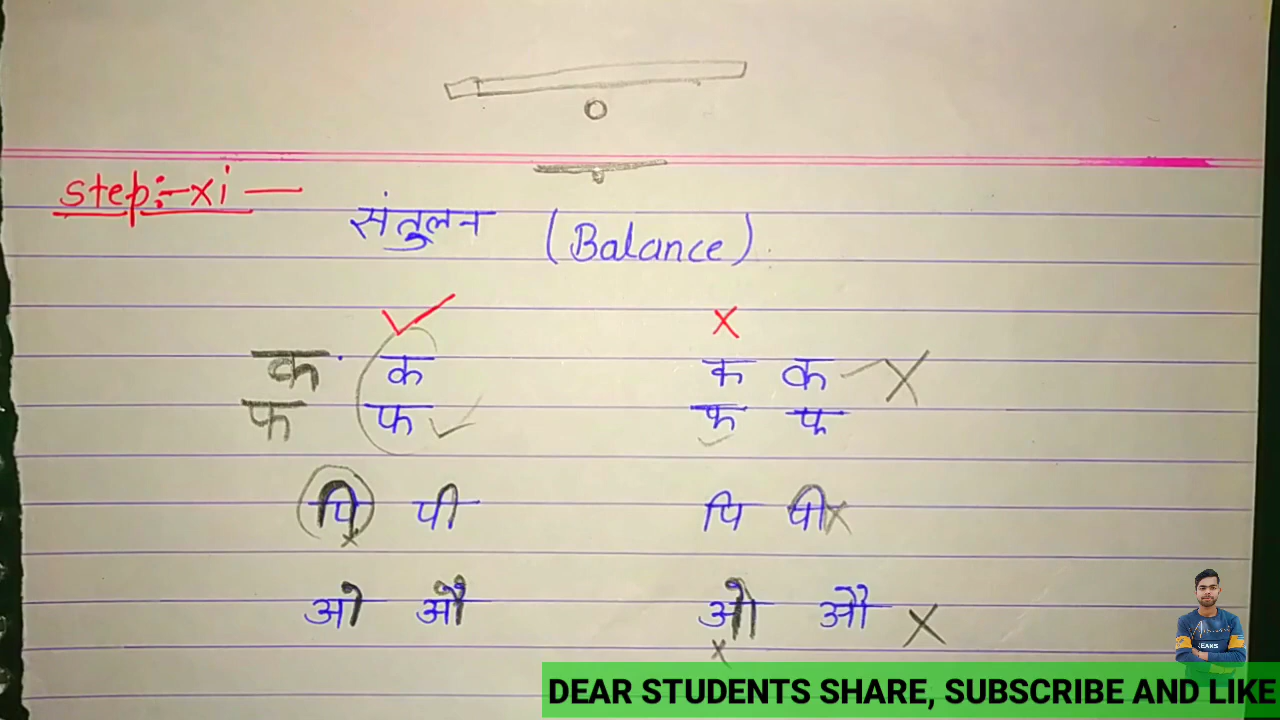 Step:-xi —
संतुलन (Balance)
क क क क
फ फ फ फ
पि पी पि पी
ओ औ ओ औ
DEAR STUDENTS SHARE, SUBSCRIBE AND LIKE